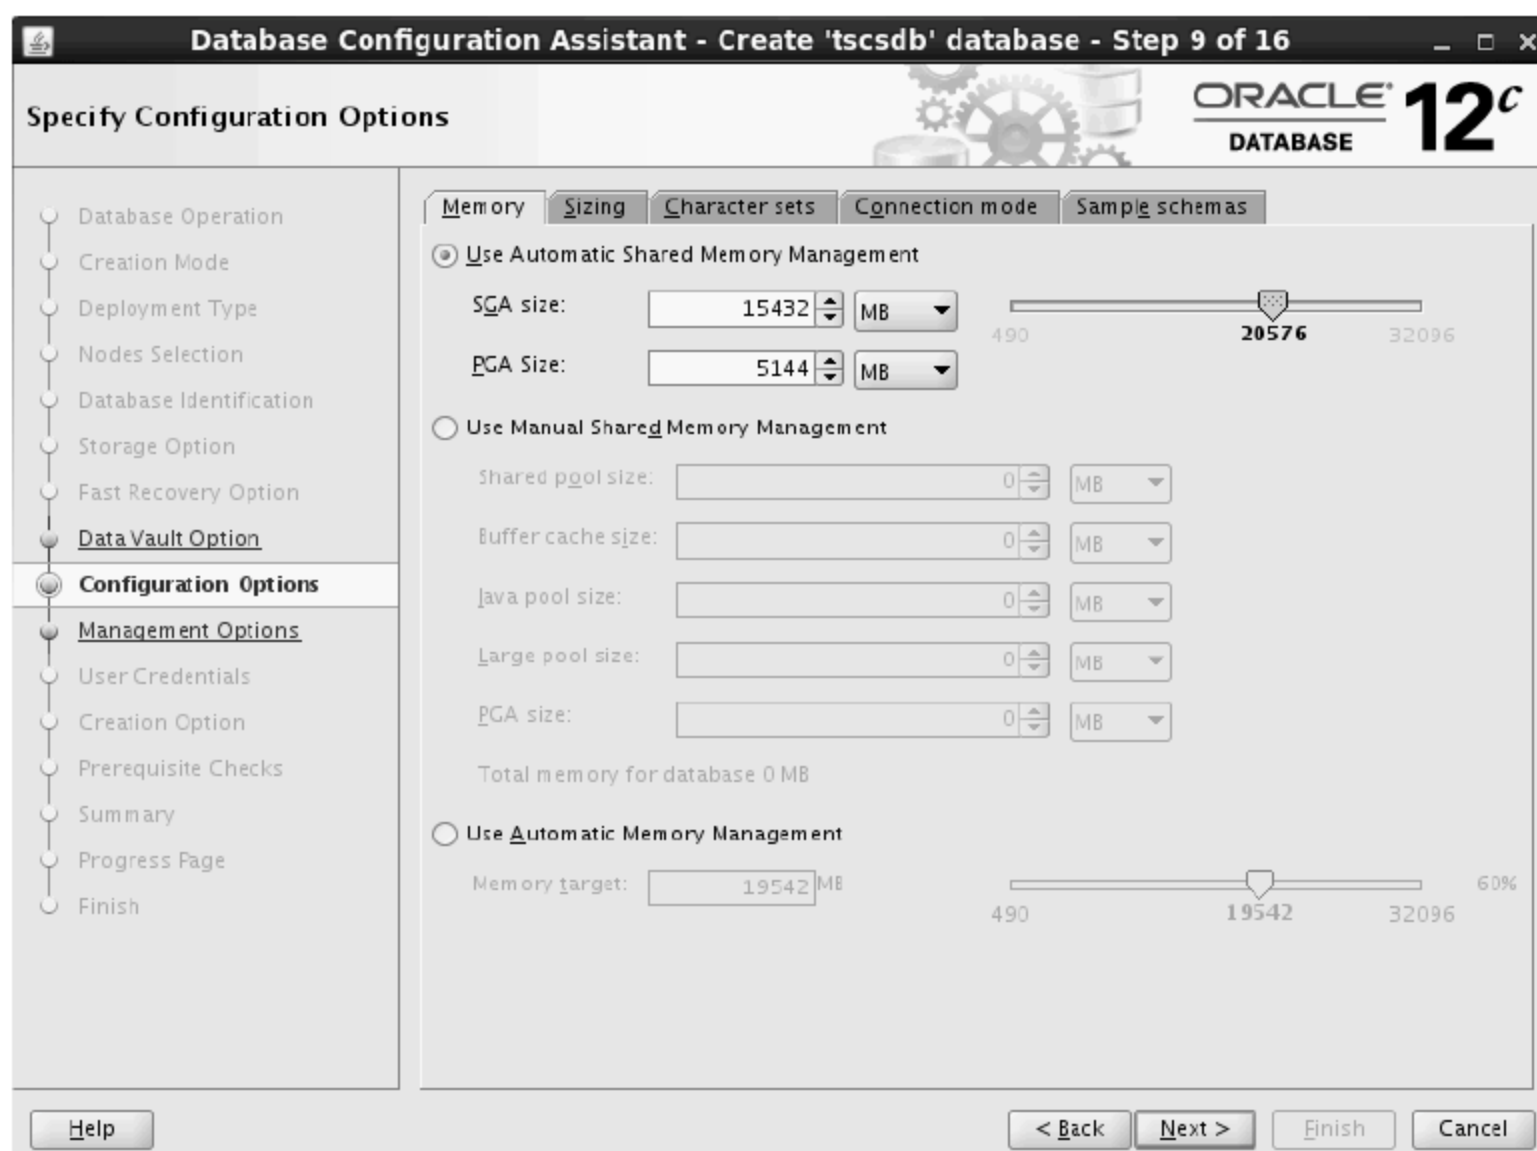 Database Configuration Assistant - Create 'tscsdb' database - Step 9 of 16
Specify Configuration Options
ORACLE DATABASE 12c
Database Operation
Creation Mode
Deployment Type
Nodes Selection
Database Identification
Storage Option
Fast Recovery Option
Data Vault Option
Configuration Options
Management Options
User Credentials
Creation Option
Prerequisite Checks
Summary
Progress Page
Finish
Memory Sizing Character sets Connection mode Sample schemas
Use Automatic Shared Memory Management
SGA size: 15432 MB
490 20576 32096
PGA Size: 5144 MB
Use Manual Shared Memory Management
Shared pool size: 0 MB
Buffer cache size: 0 MB
Java pool size: 0 MB
Large pool size: 0 MB
PGA size: 0 MB
Total memory for database 0 MB
Use Automatic Memory Management
Memory target: 19542 MB 60%
490 19542 32096
Help < Back Next > Finish Cancel